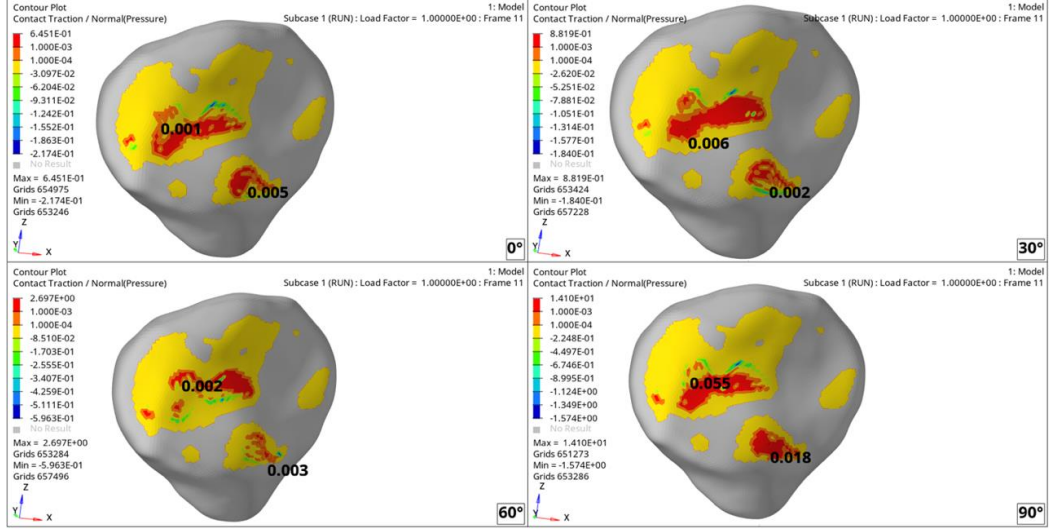 Contour Plot
1: Model
Contact Traction / Normal(Pressure)
Subcase 1 (RUN) : Load Factor = 1.00000E+00 : Frame 11
6.451E-01
1.000E-03
1.000E-04
-3.097E-02
-6.204E-02
-9.311E-02
-1.242E-01
-1.552E-01
-1.863E-01
-2.174E-01
No Result
Max = 6.451E-01
Grids 654975
Min = -2.174E-01
Grids 653246
0.001
0.005
Z
Y
X
0°
Contour Plot
1: Model
Contact Traction / Normal(Pressure)
Subcase 1 (RUN) : Load Factor = 1.00000E+00 : Frame 11
8.819E-01
1.000E-03
1.000E-04
-2.620E-02
-5.251E-02
-7.881E-02
-1.051E-01
-1.314E-01
-1.577E-01
-1.840E-01
No Result
Max = 8.819E-01
Grids 653424
Min = -1.840E-01
Grids 657228
0.006
0.002
Z
Y
X
30°
Contour Plot
1: Model
Contact Traction / Normal(Pressure)
Subcase 1 (RUN) : Load Factor = 1.00000E+00 : Frame 11
2.697E+00
1.000E-03
1.000E-04
-8.510E-02
-1.703E-01
-2.555E-01
-3.407E-01
-4.259E-01
-5.111E-01
-5.963E-01
No Result
Max = 2.697E+00
Grids 653284
Min = -5.963E-01
Grids 657496
0.002
0.003
Z
Y
X
60°
Contour Plot
1: Model
Contact Traction / Normal(Pressure)
Subcase 1 (RUN) : Load Factor = 1.00000E+00 : Frame 11
1.410E+01
1.000E-03
1.000E-04
-2.248E-01
-4.497E-01
-6.746E-01
-8.995E-01
-1.124E+00
-1.349E+00
-1.574E+00
No Result
Max = 1.410E+01
Grids 651273
Min = -1.574E+00
Grids 653286
0.055
0.018
Z
Y
X
90°